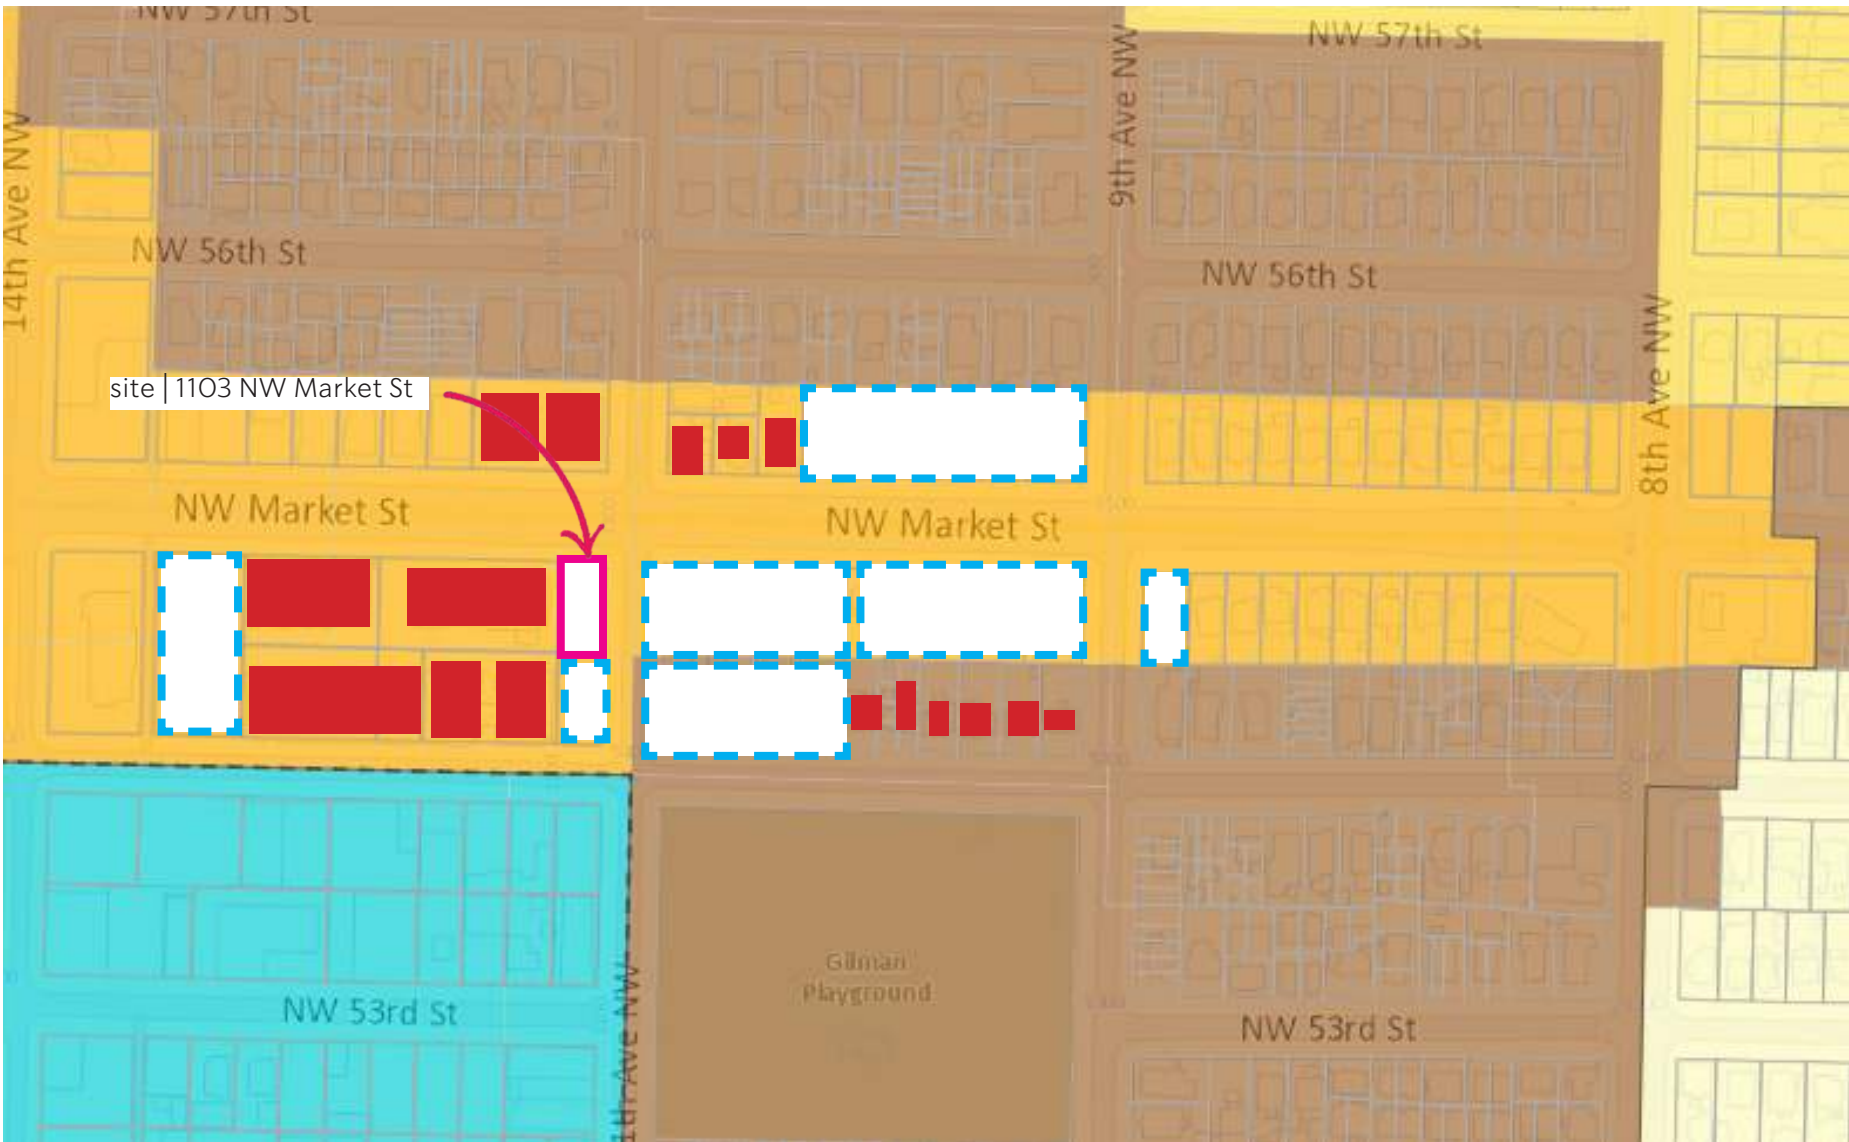 NW 57th St
NW 57th St
9th Ave NW
14th Ave NW
NW 56th St
NW 56th St
8th Ave NW
site | 1103 NW Market St
NW Market St
NW Market St
Gilman
Playground
NW 53rd St
NW 53rd St
Ave NW